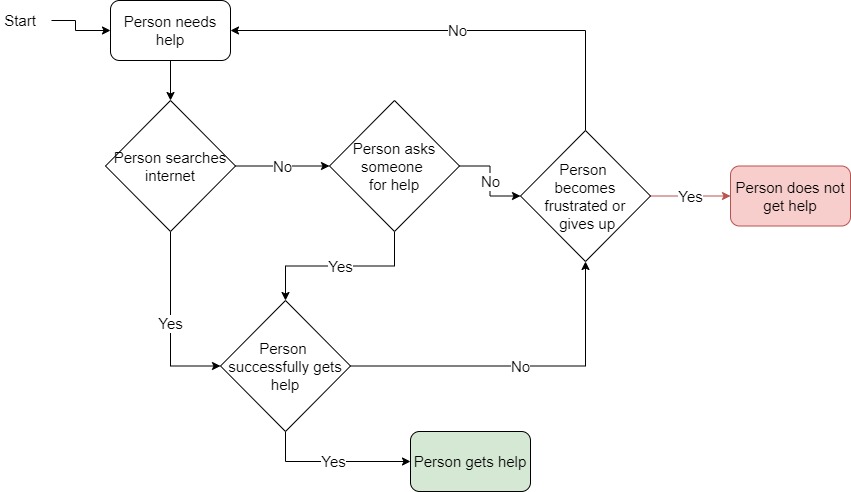 Start
Person needs
help
No
Person searches
internet
No
Person asks
someone
for help
No
Person
becomes
frustrated or
gives up
Yes
Person does not
get help
Yes
Yes
Person
successfully gets
help
No
Yes
Person gets help